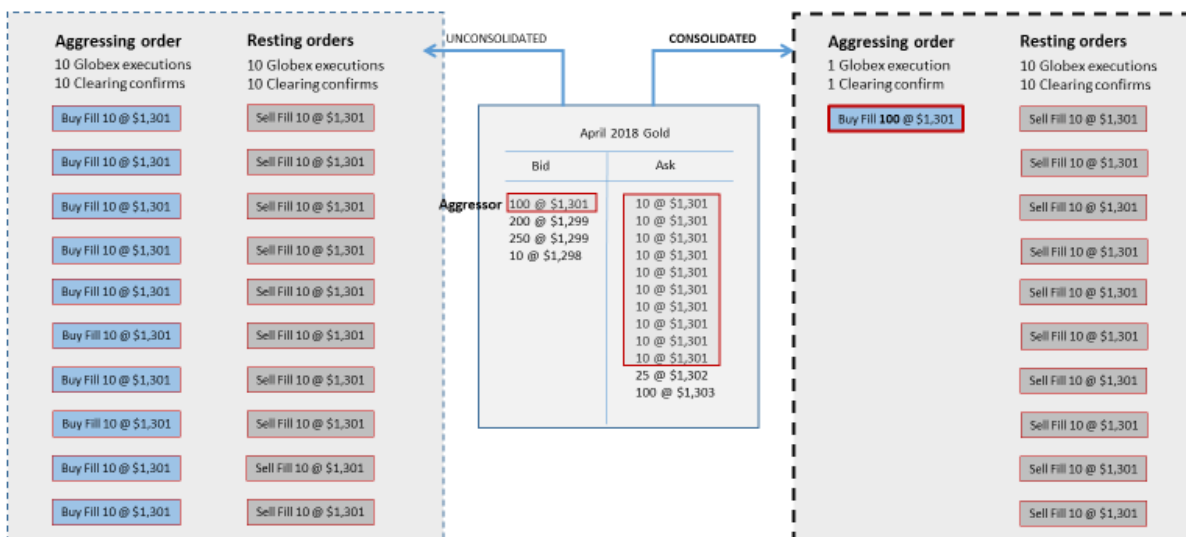 Aggressing order
10 Globex executions
10 Clearing confirms
Buy Fill 10 @ $1,301
Buy Fill 10 @ $1,301
Buy Fill 10 @ $1,301
Buy Fill 10 @ $1,301
Buy Fill 10 @ $1,301
Buy Fill 10 @ $1,301
Buy Fill 10 @ $1,301
Buy Fill 10 @ $1,301
Buy Fill 10 @ $1,301
Buy Fill 10 @ $1,301
Resting orders
10 Globex executions
10 Clearing confirms
Sell Fill 10 @ $1,301
Sell Fill 10 @ $1,301
Sell Fill 10 @ $1,301
Sell Fill 10 @ $1,301
Sell Fill 10 @ $1,301
Sell Fill 10 @ $1,301
Sell Fill 10 @ $1,301
Sell Fill 10 @ $1,301
Sell Fill 10 @ $1,301
Sell Fill 10 @ $1,301
UNCONSOLIDATED
CONSOLIDATED
April 2018 Gold
Bid
Aggressor
100 @ $1,301
200 @ $1,299
250 @ $1,299
10 @ $1,298
Ask
10 @ $1,301
10 @ $1,301
10 @ $1,301
10 @ $1,301
10 @ $1,301
10 @ $1,301
10 @ $1,301
10 @ $1,301
10 @ $1,301
10 @ $1,301
25 @ $1,302
100 @ $1,303
Aggressing order
1 Globex execution
1 Clearing confirm
Buy Fill 100 @ $1,301
Resting orders
10 Globex executions
10 Clearing confirms
Sell Fill 10 @ $1,301
Sell Fill 10 @ $1,301
Sell Fill 10 @ $1,301
Sell Fill 10 @ $1,301
Sell Fill 10 @ $1,301
Sell Fill 10 @ $1,301
Sell Fill 10 @ $1,301
Sell Fill 10 @ $1,301
Sell Fill 10 @ $1,301
Sell Fill 10 @ $1,301